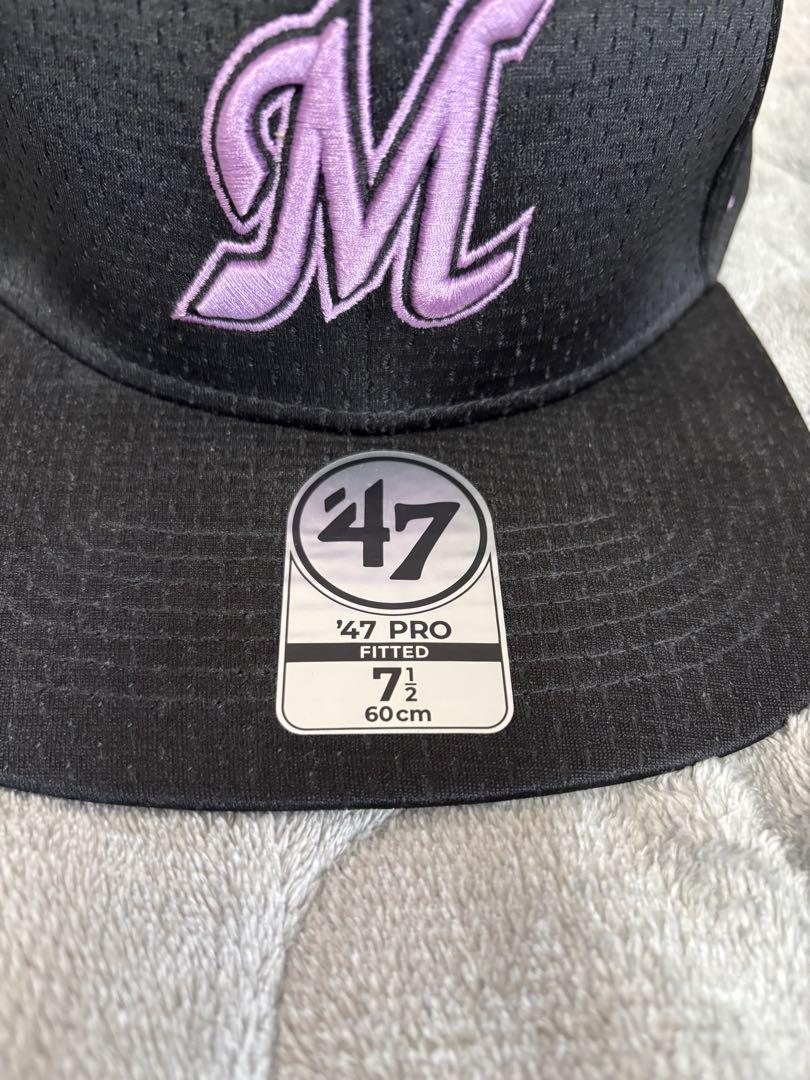 M
'47
'47 PRO
FITTED
7 1/2
60cm